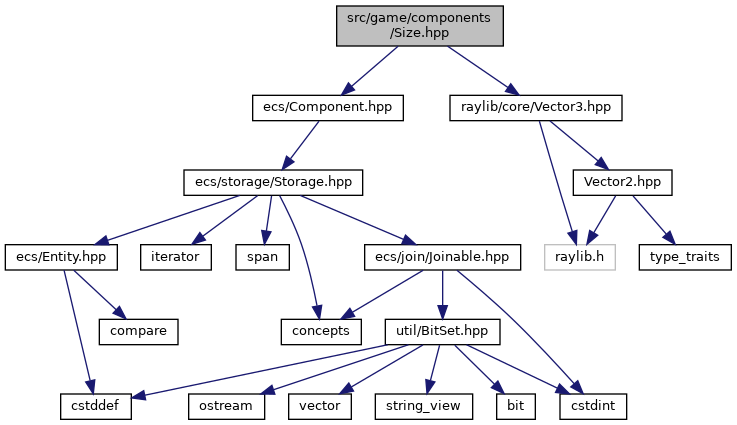 src/game/components
/Size.hpp
ecs/Component.hpp
raylib/core/Vector3.hpp
ecs/storage/Storage.hpp
Vector2.hpp
ecs/Entity.hpp
iterator
span
ecs/join/Joinable.hpp
raylib.h
type_traits
compare
concepts
util/BitSet.hpp
cstddef
ostream
vector
string_view
bit
cstdint